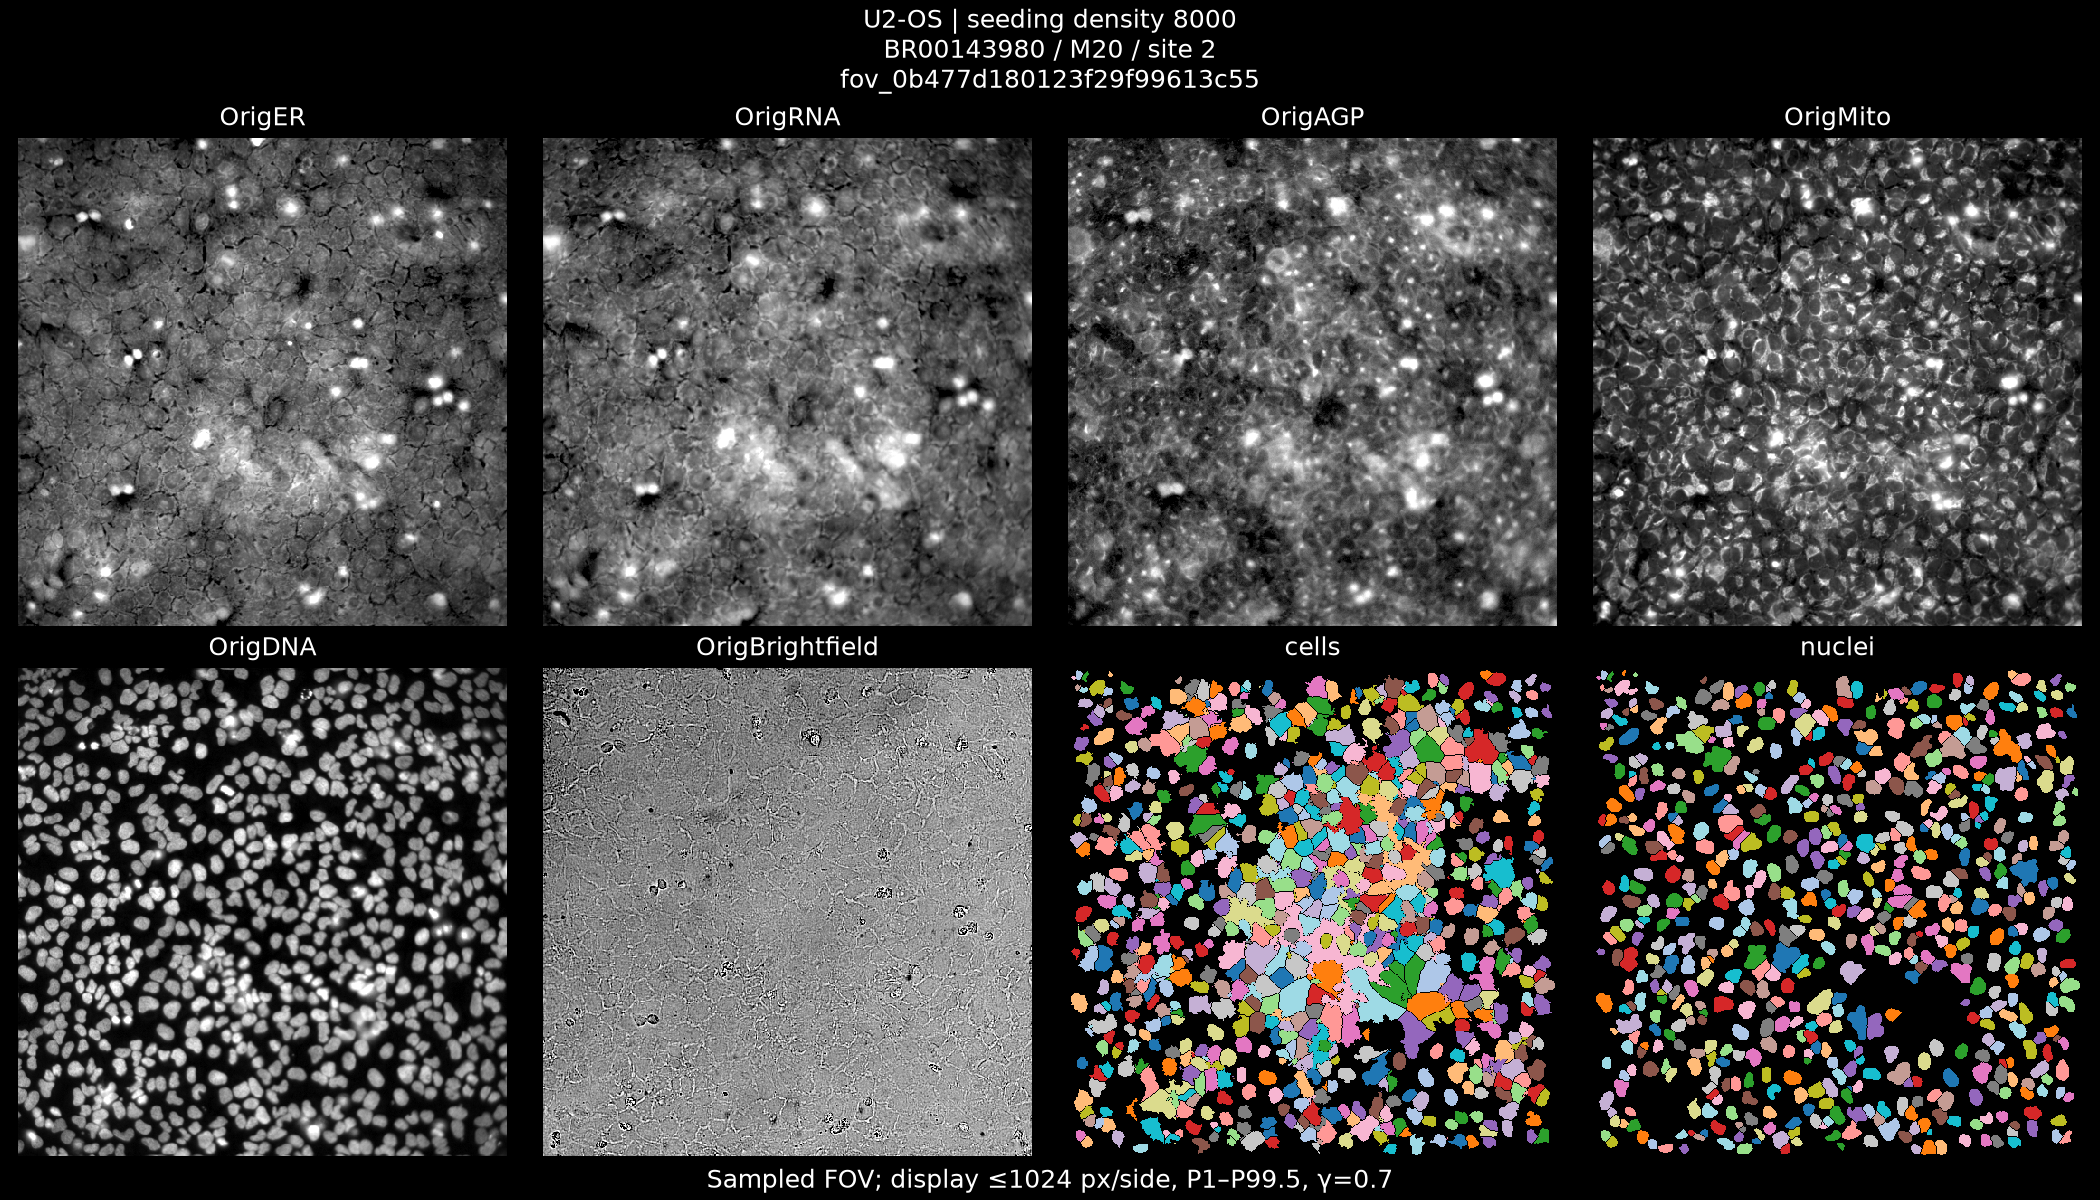 U2-OS | seeding density 8000
BR00143980 / M20 / site 2
fov_0b477d180123f29f99613c55
OrigER
OrigRNA
OrigAGP
OrigMito
OrigDNA
OrigBrightfield
cells
nuclei
Sampled FOV; display ≤1024 px/side, P1–P99.5, γ=0.7